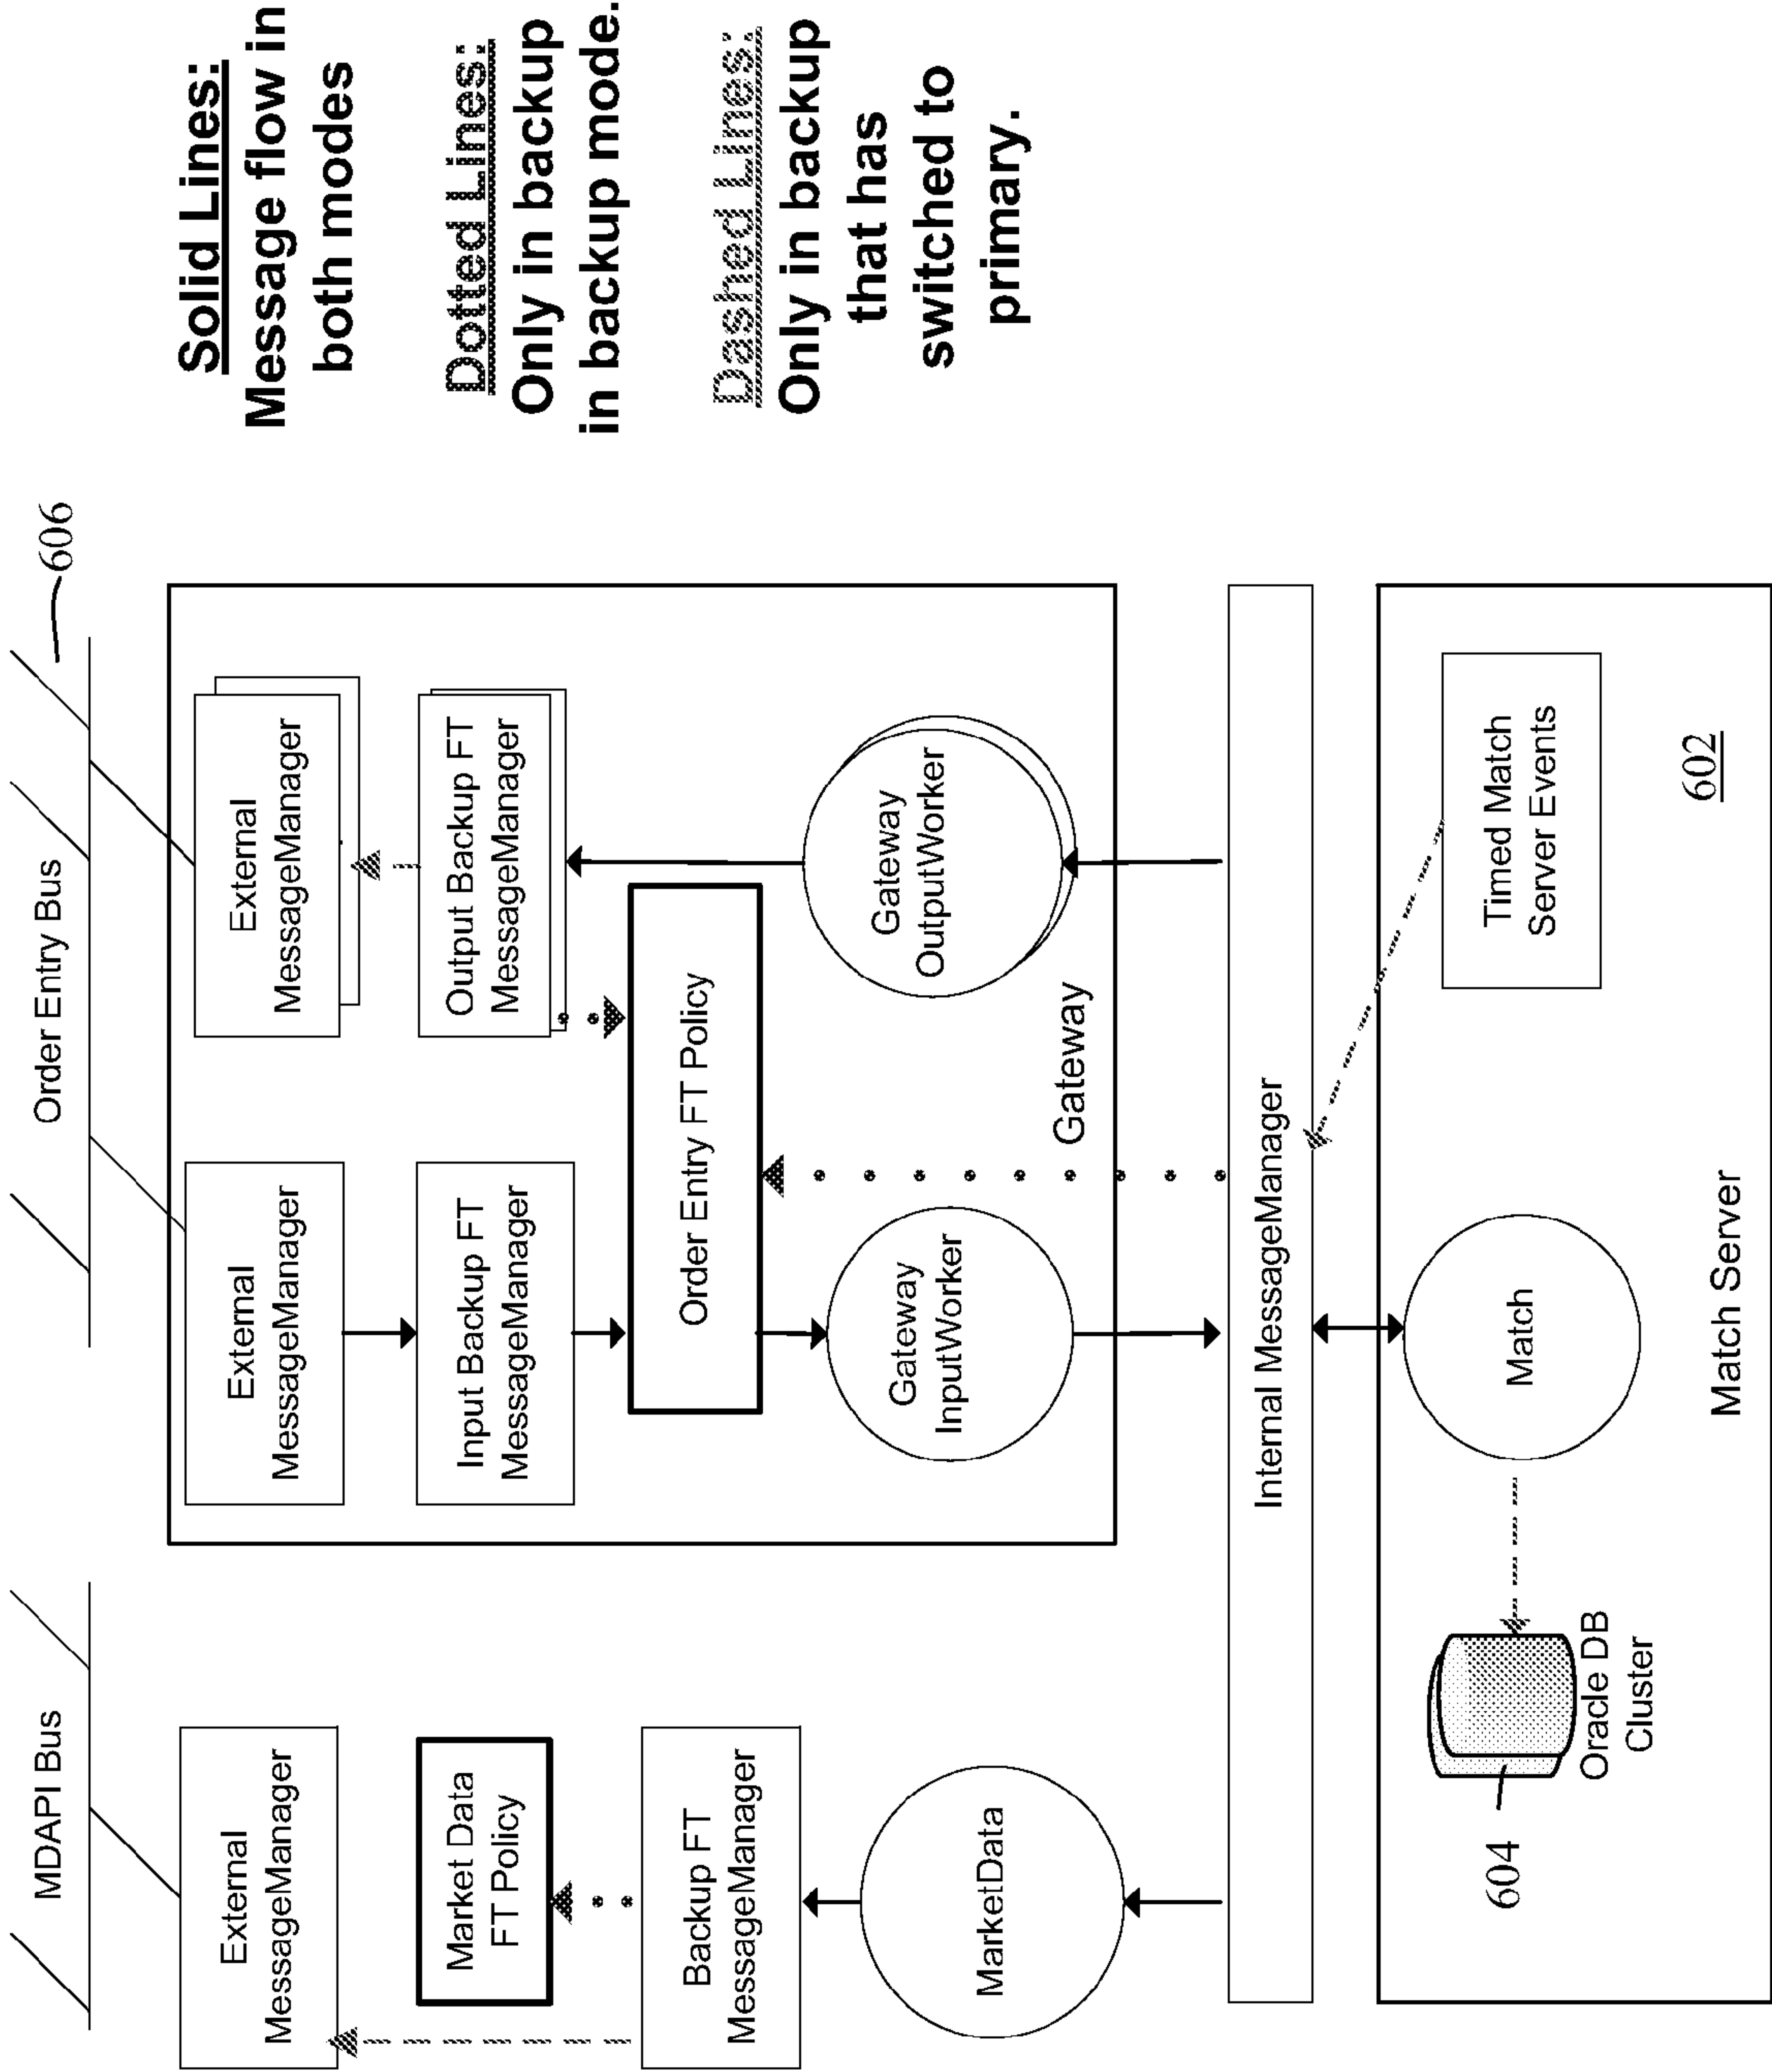 MDAPI Bus
Order Entry Bus
606
External
MessageManager
External
MessageManager
External
MessageManager
Market Data
FT Policy
Input Backup FT
MessageManager
Output Backup FT
MessageManager
Backup FT
MessageManager
Order Entry FT Policy
MarketData
Gateway
InputWorker
Gateway
OutputWorker
Gateway
Internal MessageManager
604
Oracle DB
Cluster
Match
Timed Match
Server Events
Match Server
602
Solid Lines:
Message flow in
both modes
Dotted Lines:
Only in backup
in backup mode.
Dashed Lines:
Only in backup
that has
switched to
primary.